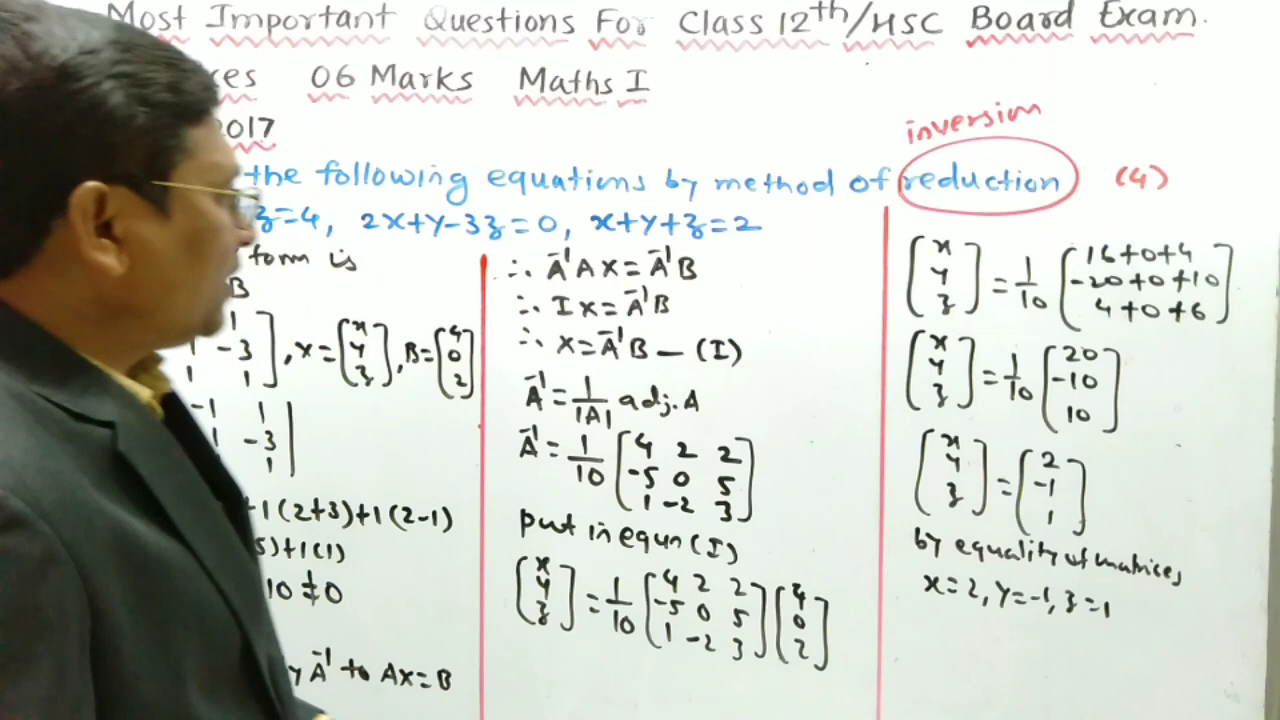 Most Important Questions For Class 12th/HSC Board Exam.
06 Marks Maths I
2017
inversion
the following equations by method of reduction (4)
z=4, 2x+y-3z=0, x+y+z=2
form is
B
1
-3], X=[x y z], B=[4 0 2]
1 1
-1 1
1 -3
1
+1(2+3)+1(2-1)
5)+1(1)
10≠0
A⁻¹ to AX=B
∴ A⁻¹AX=A⁻¹B
∴ IX=A⁻¹B
∴ X=A⁻¹B — (I)
A⁻¹=1/|A| adj. A
A⁻¹=1/10 [4 2 2
-5 0 5
1 -2 3]
put in equn (I)
[x y z]=1/10 [4 2 2
-5 0 5
1 -2 3] [4 0 2]
[x y z]=1/10 [16+0+4
-20+0+10
4+0+6]
[x y z]=1/10 [20
-10
10]
[x y z]=[2
-1
1]
by equality of matrices
x=2, y=-1, z=1